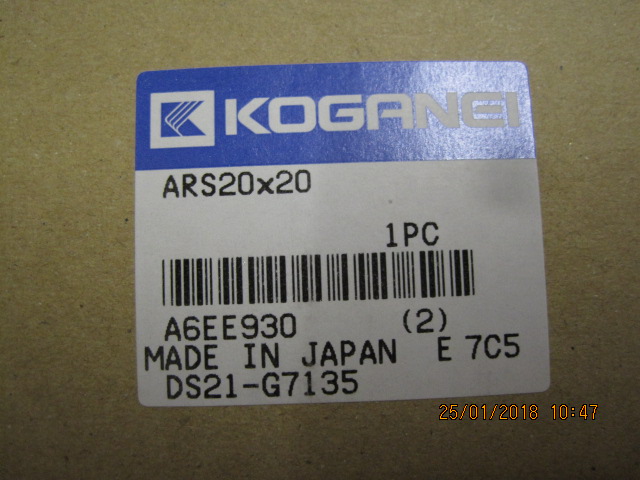 KOGANEI
ARS20x20
1PC
A6EE930 (2)
MADE IN JAPAN E 7C5
DS21-G7135
25/01/2018 10:47